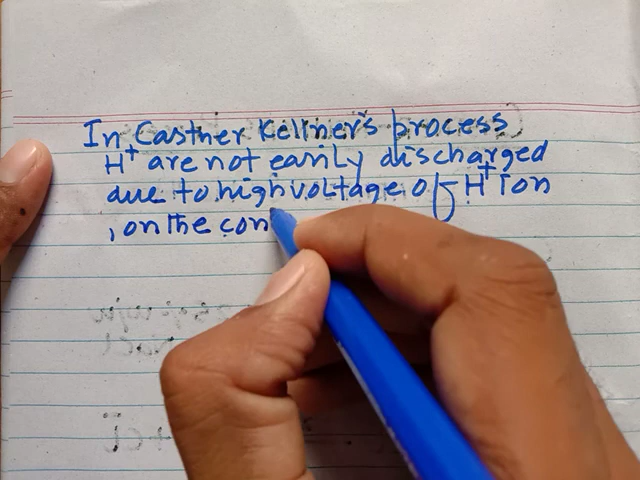 In Castner Kellner's process
H+ are not easily discharged
due to high voltage of H+ ion
, on the con